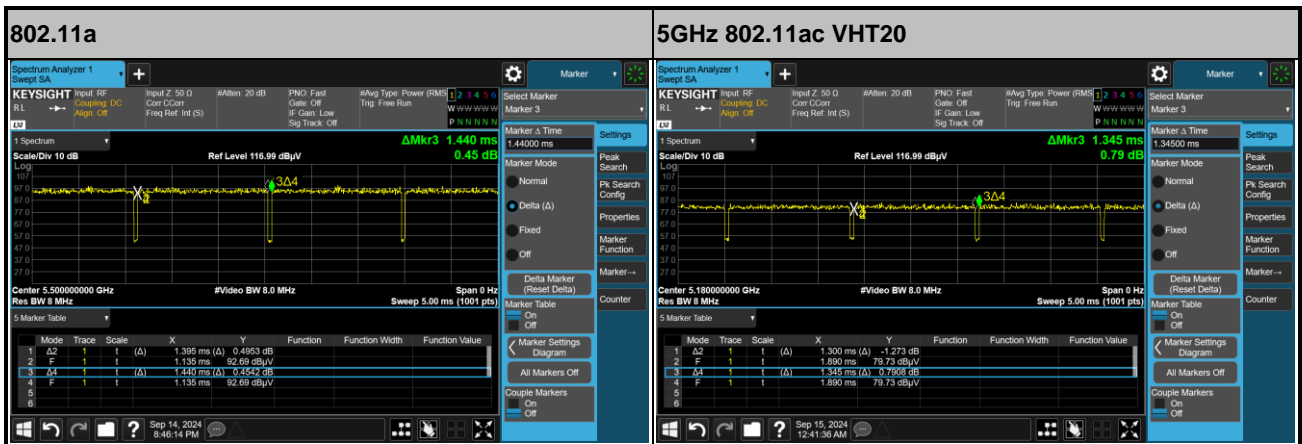 802.11a
Spectrum Analyzer 1
Swept SA
KEYSIGHT
Input: RF
Input Z: 50 Ω
#Atten: 20 dB
PNO: Fast
#Avg Type: Power (RMS
1 2 3 4 5 6
RL
Coupling: DC
Corr CCorr
Gate: Off
Trig: Free Run
Align: Off
Freq Ref: Int (S)
IF Gain: Low
W W W W W W
Sig Track: Off
P N N N N N
LXI
1 Spectrum
ΔMkr3 1.440 ms
Scale/Div 10 dB
Ref Level 116.99 dBµV
0.45 dB
Log
107
97.0
87.0
77.0
67.0
57.0
47.0
37.0
27.0
3Δ4
Center 5.500000000 GHz
#Video BW 8.0 MHz
Span 0 Hz
Res BW 8 MHz
Sweep 5.00 ms (1001 pts)
5 Marker Table
Mode Trace Scale X Y Function Function Width Function Value
1 Δ2 1 t (Δ) 1.395 ms (Δ) 0.4953 dB
2 F 1 t 1.135 ms 92.69 dBµV
3 Δ4 1 t (Δ) 1.440 ms (Δ) 0.4542 dB
4 F 1 t 1.135 ms 92.69 dBµV
5
6
Sep 14, 2024
8:46:14 PM
Marker
Select Marker
Marker 3
Marker Δ Time
1.44000 ms
Marker Mode
Normal
Delta (Δ)
Fixed
Off
Delta Marker
(Reset Delta)
Marker Table
On
Off
Marker Settings
Diagram
All Markers Off
Couple Markers
On
Off
Settings
Peak
Search
Pk Search
Config
Properties
Marker
Function
Marker→
Counter
5GHz 802.11ac VHT20
Spectrum Analyzer 1
Swept SA
KEYSIGHT
Input: RF
Input Z: 50 Ω
#Atten: 20 dB
PNO: Fast
#Avg Type: Power (RMS
1 2 3 4 5 6
RL
Coupling: DC
Corr CCorr
Gate: Off
Trig: Free Run
Align: Off
Freq Ref: Int (S)
IF Gain: Low
W W W W W W
Sig Track: Off
P N N N N N
LXI
1 Spectrum
ΔMkr3 1.345 ms
Scale/Div 10 dB
Ref Level 116.99 dBµV
0.79 dB
Log
107
97.0
87.0
77.0
67.0
57.0
47.0
37.0
27.0
3Δ4
Center 5.180000000 GHz
#Video BW 8.0 MHz
Span 0 Hz
Res BW 8 MHz
Sweep 5.00 ms (1001 pts)
5 Marker Table
Mode Trace Scale X Y Function Function Width Function Value
1 Δ2 1 t (Δ) 1.300 ms (Δ) -1.273 dB
2 F 1 t 1.890 ms 79.73 dBµV
3 Δ4 1 t (Δ) 1.345 ms (Δ) 0.7908 dB
4 F 1 t 1.890 ms 79.73 dBµV
5
6
Sep 15, 2024
12:41:36 AM
Marker
Select Marker
Marker 3
Marker Δ Time
1.34500 ms
Marker Mode
Normal
Delta (Δ)
Fixed
Off
Delta Marker
(Reset Delta)
Marker Table
On
Off
Marker Settings
Diagram
All Markers Off
Couple Markers
On
Off
Settings
Peak
Search
Pk Search
Config
Properties
Marker
Function
Marker→
Counter